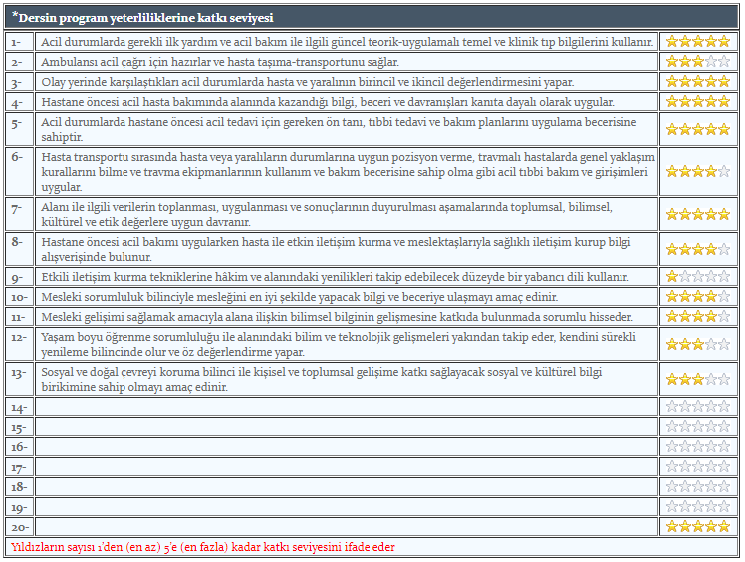 *Dersin program yeterliliklerine katkı seviyesi
1- Acil durumlarda gerekli ilk yardım ve acil bakım ile ilgili güncel teorik-uygulamalı temel ve klinik tıp bilgilerini kullanır.
2- Ambulansı acil çağrı için hazırlar ve hasta taşıma-transportunu sağlar.
3- Olay yerinde karşılaştıkları acil durumlarda hasta ve yaralının birincil ve ikincil değerlendirmesini yapar.
4- Hastane öncesi acil hasta bakımında alanında kazandığı bilgi, beceri ve davranışları kanıta dayalı olarak uygular.
5- Acil durumlarda hastane öncesi acil tedavi için gereken ön tanı, tıbbi tedavi ve bakım planlarını uygulama becerisine
sahiptir.
6- Hasta transportu sırasında hasta veya yaralıların durumlarına uygun pozisyon verme, travmalı hastalarda genel yaklaşım
kurallarını bilme ve travma ekipmanlarının kullanım ve bakım becerisine sahip olma gibi acil tıbbi bakım ve girişimleri
uygular.
7- Alanı ile ilgili verilerin toplanması, uygulanması ve sonuçlarının duyurulması aşamalarında toplumsal, bilimsel,
kültürel ve etik değerlere uygun davranır.
8- Hastane öncesi acil bakımı uygularken hasta ile etkin iletişim kurma ve meslektaşlarıyla sağlıklı iletişim kurup bilgi
alışverişinde bulunur.
9- Etkili iletişim kurma tekniklerine hâkim ve alanındaki yenilikleri takip edebilecek düzeyde bir yabancı dili kullanır.
10- Mesleki sorumluluk bilinciyle mesleğini en iyi şekilde yapacak bilgi ve beceriye ulaşmayı amaç edinir.
11- Mesleki gelişimi sağlamak amacıyla alana ilişkin bilimsel bilginin gelişmesine katkıda bulunmada sorumlu hisseder.
12- Yaşam boyu öğrenme sorumluluğu ile alanındaki bilim ve teknolojik gelişmeleri yakından takip eder, kendini sürekli
yenileme bilincinde olur ve öz değerlendirme yapar.
13- Sosyal ve doğal çevreyi koruma bilinci ile kişisel ve toplumsal gelişime katkı sağlayacak sosyal ve kültürel bilgi
birikimine sahip olmayı amaç edinir.
14-
15-
16-
17-
18-
19-
20-
Yıldızların sayısı 1'den (en az) 5'e (en fazla) kadar katkı seviyesini ifade eder